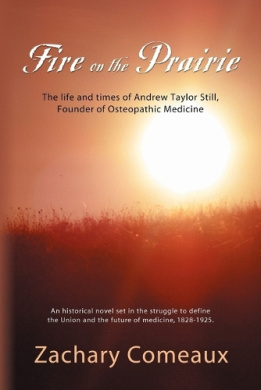 Fire on the Prairie
The life and times of Andrew Taylor Still,
Founder of Osteopathic Medicine
An historical novel set in the struggle to define
the Union and the future of medicine, 1828-1925.
Zachary Comeaux